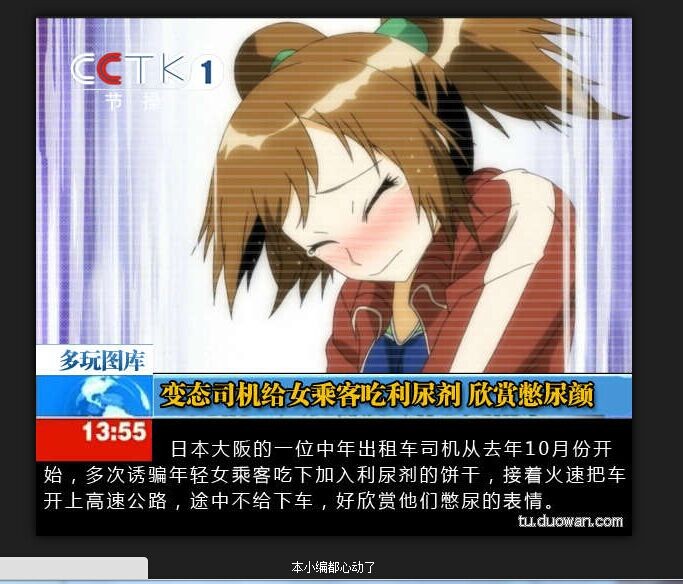 CCTK 1
节操
多玩图库
变态司机给女乘客吃利尿剂 欣赏憋尿颜
13:55
日本大阪的一位中年出租车司机从去年10月份开
始，多次诱骗年轻女乘客吃下加入利尿剂的饼干，接着火速把车
开上高速公路，途中不给下车，好欣赏他们憋尿的表情。
tu.duowan.com
本小编都心动了